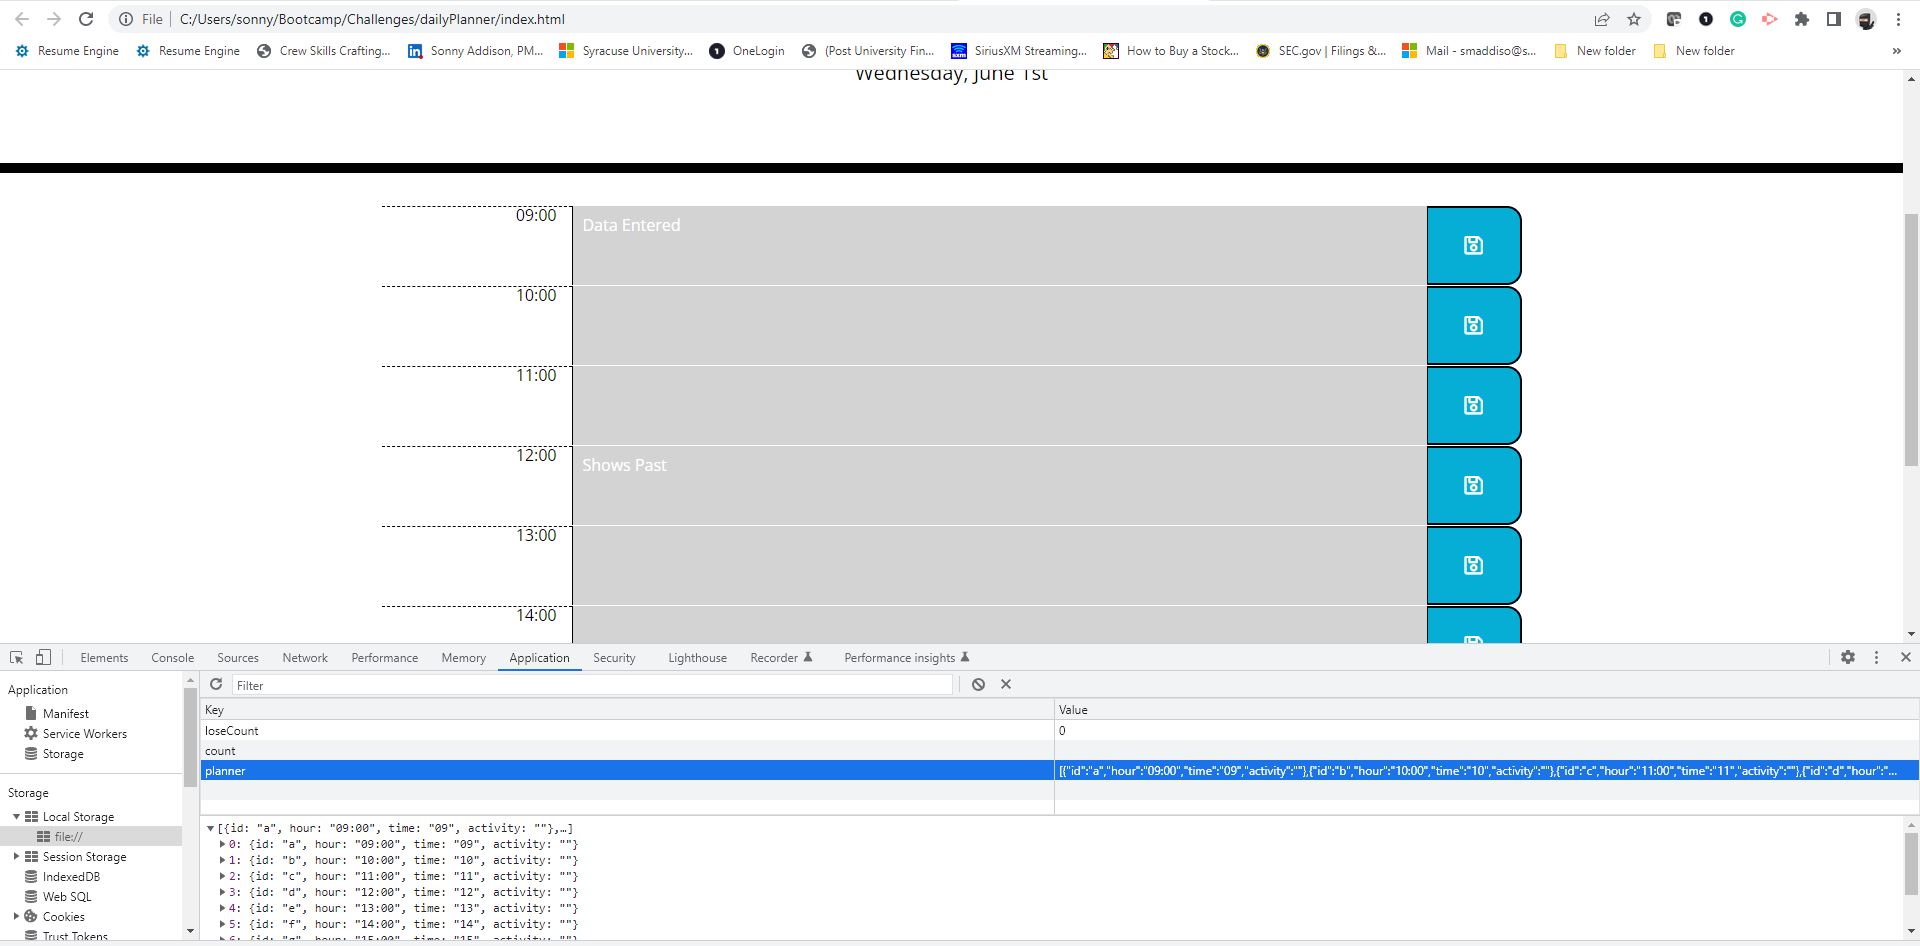 File C:/Users/sonny/Bootcamp/Challenges/dailyPlanner/index.html
Resume Engine Resume Engine Crew Skills Crafting... Sonny Addison, PM... Syracuse University... OneLogin (Post University Fin... SiriusXM Streaming... How to Buy a Stock... SEC.gov | Filings &... Mail - smaddiso@s... New folder New folder »
Wednesday, June 1st
09:00 Data Entered
10:00
11:00
12:00 Shows Past
13:00
14:00
Elements Console Sources Network Performance Memory Application Security Lighthouse Recorder Performance insights
Application
Manifest
Service Workers
Storage
Storage
Local Storage
file://
Session Storage
IndexedDB
Web SQL
Cookies
Trust Tokens
Filter
Key Value
loseCount 0
count
planner [{"id":"a","hour":"09:00","time":"09","activity":""},{"id":"b","hour":"10:00","time":"10","activity":""},{"id":"c","hour":"11:00","time":"11","activity":""},{"id":"d","hour":"...
[{id: "a", hour: "09:00", time: "09", activity: ""},…]
0: {id: "a", hour: "09:00", time: "09", activity: ""}
1: {id: "b", hour: "10:00", time: "10", activity: ""}
2: {id: "c", hour: "11:00", time: "11", activity: ""}
3: {id: "d", hour: "12:00", time: "12", activity: ""}
4: {id: "e", hour: "13:00", time: "13", activity: ""}
5: {id: "f", hour: "14:00", time: "14", activity: ""}
6: {id: "g", hour: "15:00", time: "15", activity: ""}